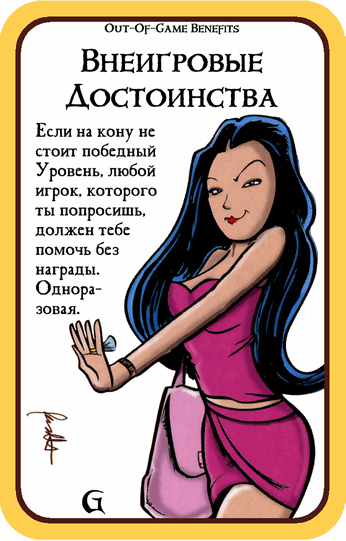 Out-Of-Game Benefits
Внеигровые
Достоинства
Если на кону не
стоит победный
Уровень, любой
игрок, которого
ты попросишь,
должен тебе
помочь без
награды.
Однора-
зовая.
G